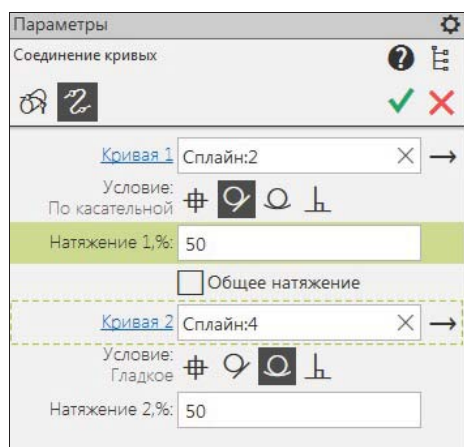 Параметры
Соединение кривых
Кривая 1 Сплайн:2
Условие:
По касательной
Натяжение 1,%: 50
Общее натяжение
Кривая 2 Сплайн:4
Условие:
Гладкое
Натяжение 2,%: 50